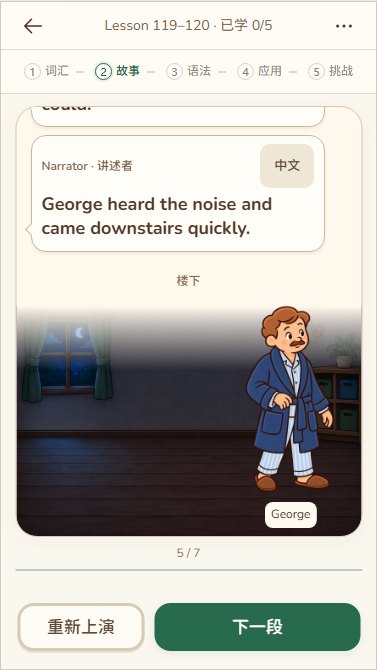 Lesson 119–120 · 已学 0/5
1 词汇 2 故事 3 语法 4 应用 5 挑战
could.
Narrator · 讲述者
中文
George heard the noise and
came downstairs quickly.
楼下
George
5 / 7
重新上演 下一段